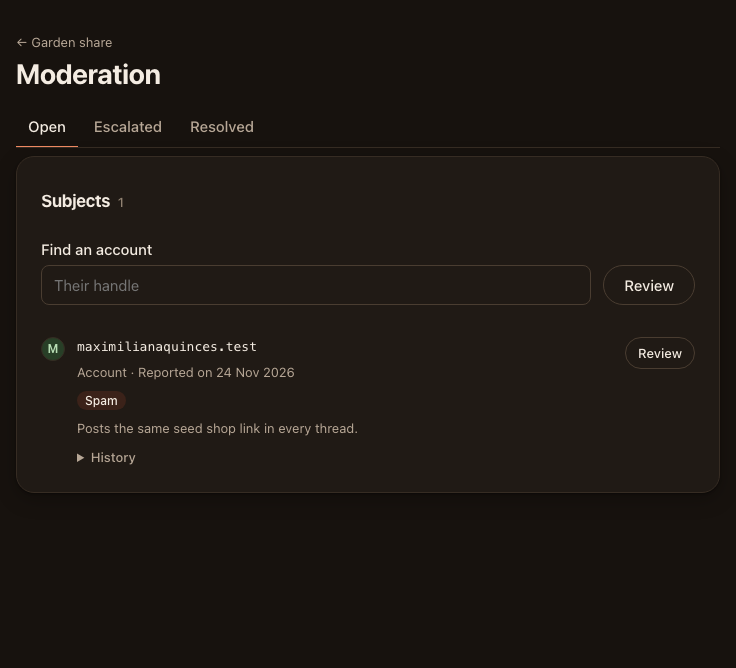 ← Garden share
Moderation
Open Escalated Resolved
Subjects 1
Find an account
Their handle
Review
M
maximilianaquinces.test
Review
Account · Reported on 24 Nov 2026
Spam
Posts the same seed shop link in every thread.
▶ History